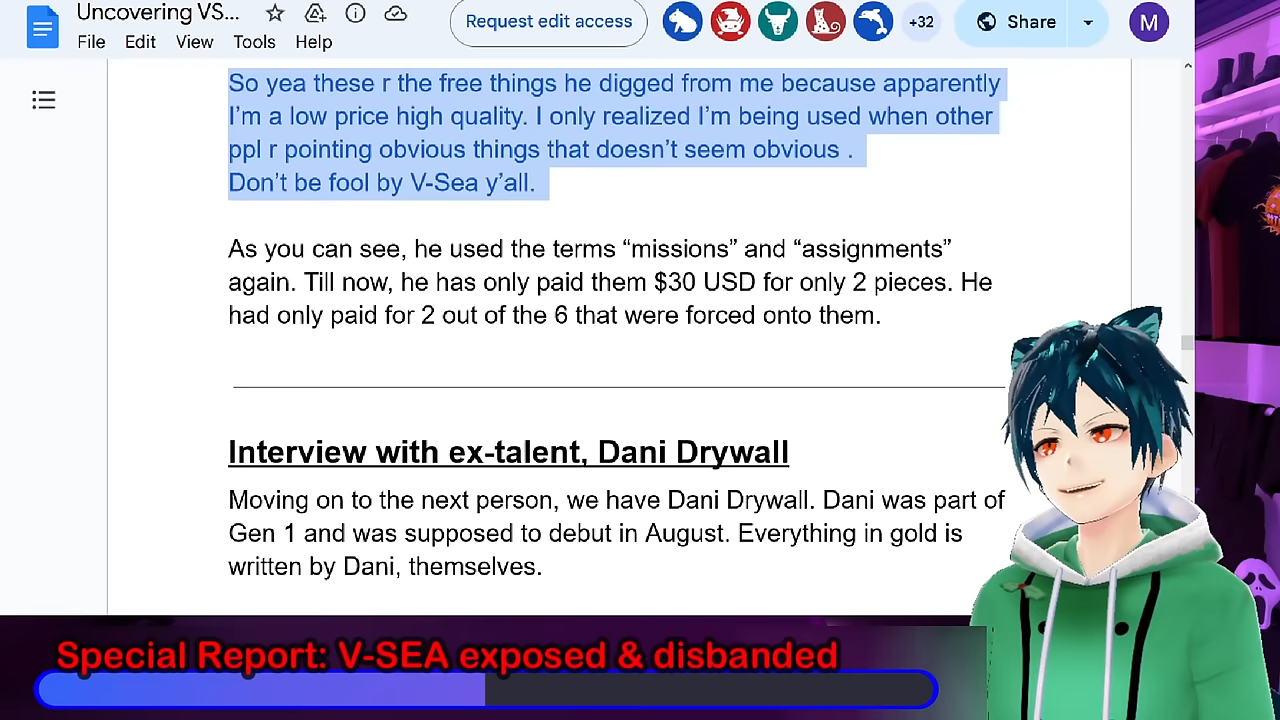 Uncovering VS...
File Edit View Tools Help
Request edit access
+32
Share
M
So yea these r the free things he digged from me because apparently
I’m a low price high quality. I only realized I’m being used when other
ppl r pointing obvious things that doesn’t seem obvious .
Don’t be fool by V-Sea y’all.
As you can see, he used the terms “missions” and “assignments”
again. Till now, he has only paid them $30 USD for only 2 pieces. He
had only paid for 2 out of the 6 that were forced onto them.
Interview with ex-talent, Dani Drywall
Moving on to the next person, we have Dani Drywall. Dani was part of
Gen 1 and was supposed to debut in August. Everything in gold is
written by Dani, themselves.
Special Report: V-SEA exposed & disbanded